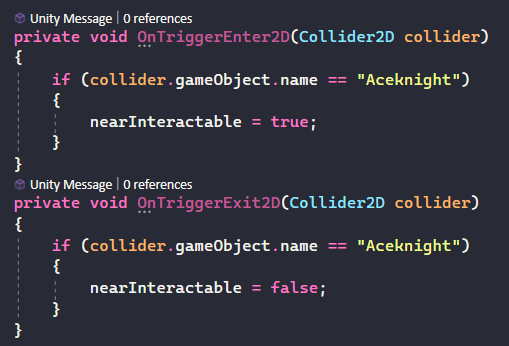 Unity Message | 0 references
private void OnTriggerEnter2D(Collider2D collider)
{
    if (collider.gameObject.name == "Aceknight")
    {
        nearInteractable = true;
    }
}
Unity Message | 0 references
private void OnTriggerExit2D(Collider2D collider)
{
    if (collider.gameObject.name == "Aceknight")
    {
        nearInteractable = false;
    }
}